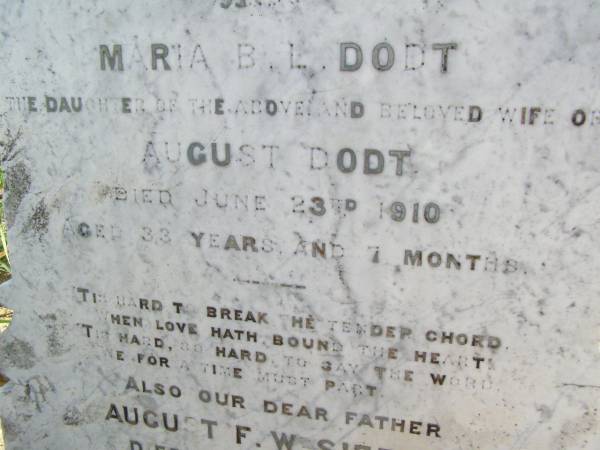 MARIA B. L. DODT
THE DAUGHTER OF THE ABOVE, AND BELOVED WIFE OF
AUGUST DODT.
DIED JUNE 23RD 1910
AGED 33 YEARS, AND 7 MONTHS.
'TIS HARD TO BREAK THE TENDER CHORD,
WHEN LOVE HATH BOUND THE HEART:
'TIS HARD, SO HARD, TO SAY THE WORD,
FOR A TIME MUST PART.
ALSO OUR DEAR FATHER
AUGUST F. W.